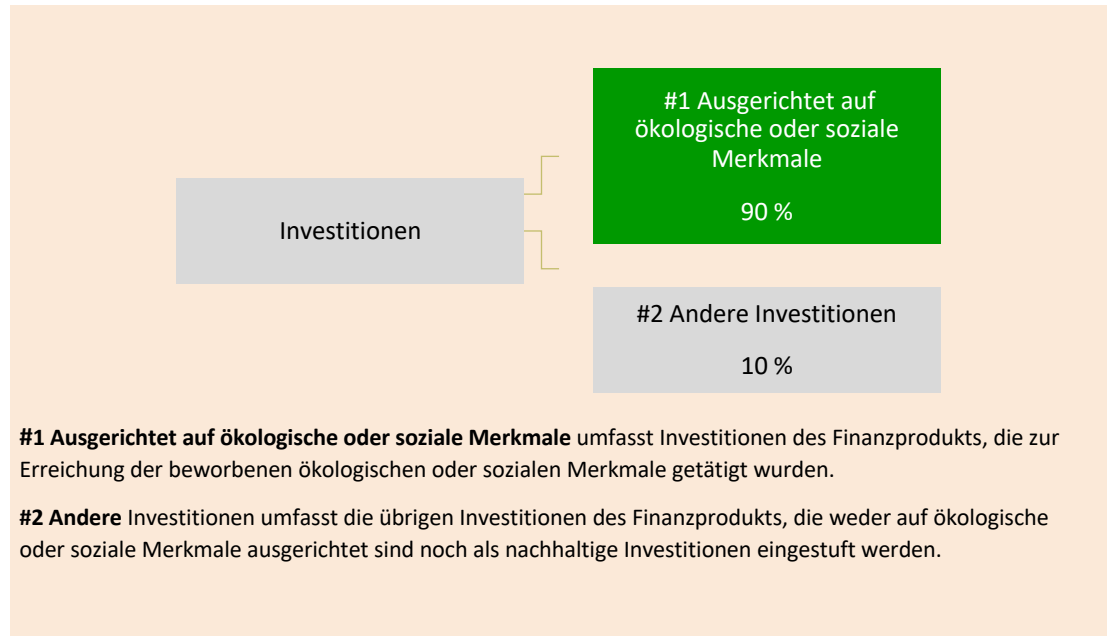 #1 Ausgerichtet auf
ökologische oder soziale
Merkmale
90 %
Investitionen
#2 Andere Investitionen
10 %
#1 Ausgerichtet auf ökologische oder soziale Merkmale umfasst Investitionen des Finanzprodukts, die zur
Erreichung der beworbenen ökologischen oder sozialen Merkmale getätigt wurden.
#2 Andere Investitionen umfasst die übrigen Investitionen des Finanzprodukts, die weder auf ökologische
oder soziale Merkmale ausgerichtet sind noch als nachhaltige Investitionen eingestuft werden.